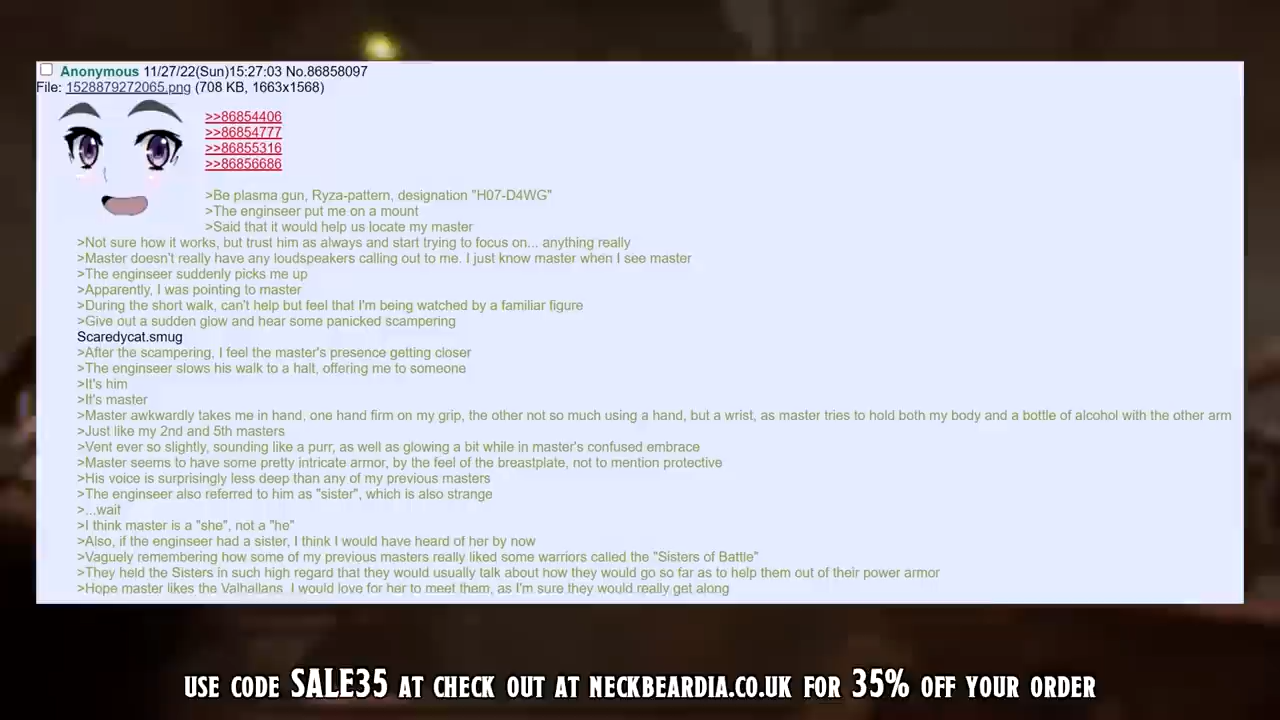 Anonymous 11/27/22(Sun)15:27:03 No.86858097
File: 1528879272065.png (708 KB, 1663x1568)
>>86854406
>>86854777
>>86855316
>>86856686
>Be plasma gun, Ryza-pattern, designation "H07-D4WG"
>The enginseer put me on a mount
>Said that it would help us locate my master
>Not sure how it works, but trust him as always and start trying to focus on... anything really
>Master doesn't really have any loudspeakers calling out to me. I just know master when I see master
>The enginseer suddenly picks me up
>Apparently, I was pointing to master
>During the short walk, can't help but feel that I'm being watched by a familiar figure
>Give out a sudden glow and hear some panicked scampering
Scaredycat.smug
>After the scampering, I feel the master's presence getting closer
>The enginseer slows his walk to a halt, offering me to someone
>It's him
>It's master
>Master awkwardly takes me in hand, one hand firm on my grip, the other not so much using a hand, but a wrist, as master tries to hold both my body and a bottle of alcohol with the other arm
>Just like my 2nd and 5th masters
>Vent ever so slightly, sounding like a purr, as well as glowing a bit while in master's confused embrace
>Master seems to have some pretty intricate armor, by the feel of the breastplate, not to mention protective
>His voice is surprisingly less deep than any of my previous masters
>The enginseer also referred to him as "sister", which is also strange
>...wait
>I think master is a "she", not a "he"
>Also, if the enginseer had a sister, I think I would have heard of her by now
>Vaguely remembering how some of my previous masters really liked some warriors called the "Sisters of Battle"
>They held the Sisters in such high regard that they would usually talk about how they would go so far as to help them out of their power armor
>Hope master likes the Valhallans, I would love for her to meet them, as I'm sure they would really get along
USE CODE SALE35 AT CHECK OUT AT NECKBEARDIA.CO.UK FOR 35% OFF YOUR ORDER